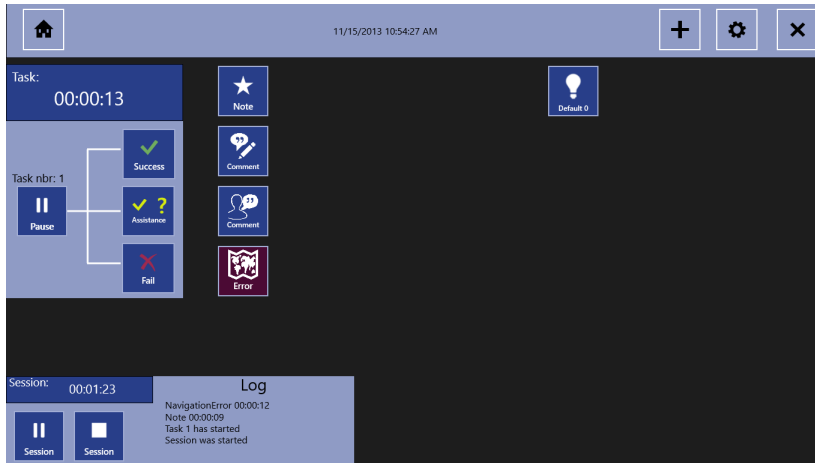 11/15/2013 10:54:27 AM
Task:
00:00:13
Note
Default 0
Success
Comment
Task nbr: 1
Pause
Assistance
Comment
Fail
Error
Session:
00:01:23
Log
NavigationError 00:00:12
Note 00:00:09
Task 1 has started
Session was started
Session
Session